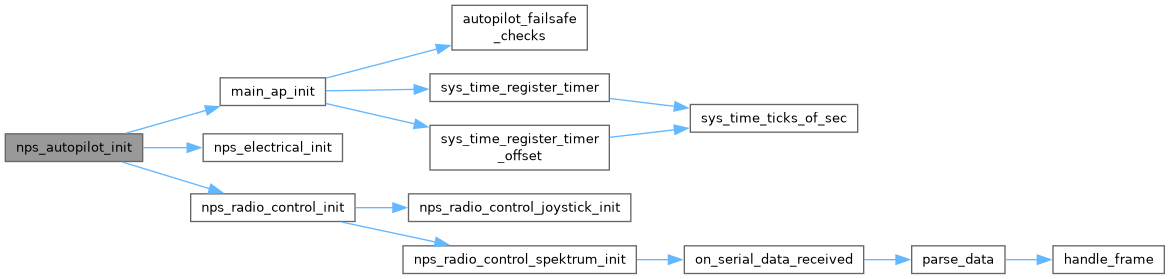 autopilot_failsafe
_checks
main_ap_init
sys_time_register_timer
sys_time_ticks_of_sec
sys_time_register_timer
_offset
nps_autopilot_init
nps_electrical_init
nps_radio_control_init
nps_radio_control_joystick_init
nps_radio_control_spektrum_init
on_serial_data_received
parse_data
handle_frame